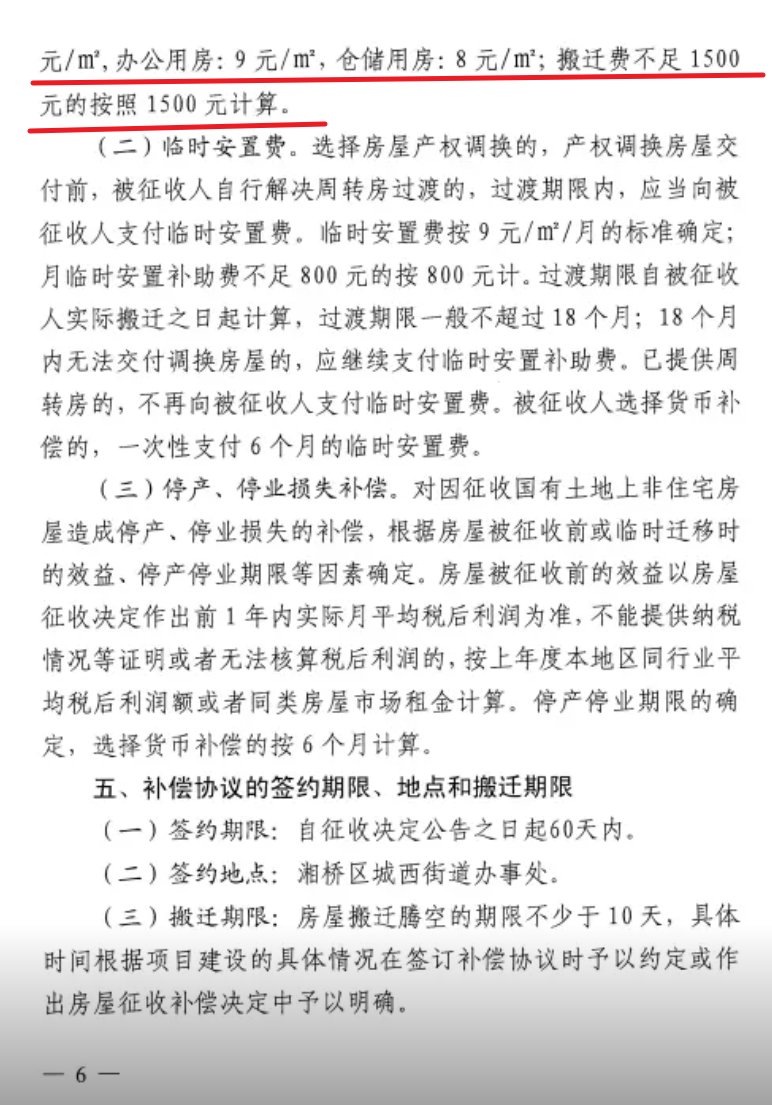 元/㎡,办公用房:9 元/㎡,仓储用房:8 元/㎡;搬迁费不足 1500
元的按照 1500 元计算。
(二)临时安置费。选择房屋产权调换的,产权调换房屋交
付前,被征收人自行解决周转房过渡的,过渡期限内,应当向被
征收人支付临时安置费。临时安置费按 9 元/㎡/月的标准确定;
月临时安置补助费不足 800 元的按 800 元计。过渡期限自被征收
人实际搬迁之日起计算,过渡期限一般不超过 18 个月;18 个月
内无法交付调换房屋的,应继续支付临时安置补助费。已提供周
转房的,不再向被征收人支付临时安置费。被征收人选择货币补
偿的,一次性支付 6 个月的临时安置费。
(三)停产、停业损失补偿。对因征收国有土地上非住宅房
屋造成停产、停业损失的补偿,根据房屋被征收前或临时迁移时
的效益、停产停业期限等因素确定。房屋被征收前的效益以房屋
征收决定作出前 1 年内实际月平均税后利润为准,不能提供纳税
情况等证明或者无法核算税后利润的,按上年度本地区同行业平
均税后利润额或者同类房屋市场租金计算。停产停业期限的确
定,选择货币补偿的按 6 个月计算。
五、补偿协议的签约期限、地点和搬迁期限
(一)签约期限:自征收决定公告之日起60天内。
(二)签约地点:湘桥区城西街道办事处。
(三)搬迁期限:房屋搬迁腾空的期限不少于 10 天,具体
时间根据项目建设的具体情况在签订补偿协议时予以约定或作
出房屋征收补偿决定中予以明确。
— 6 —